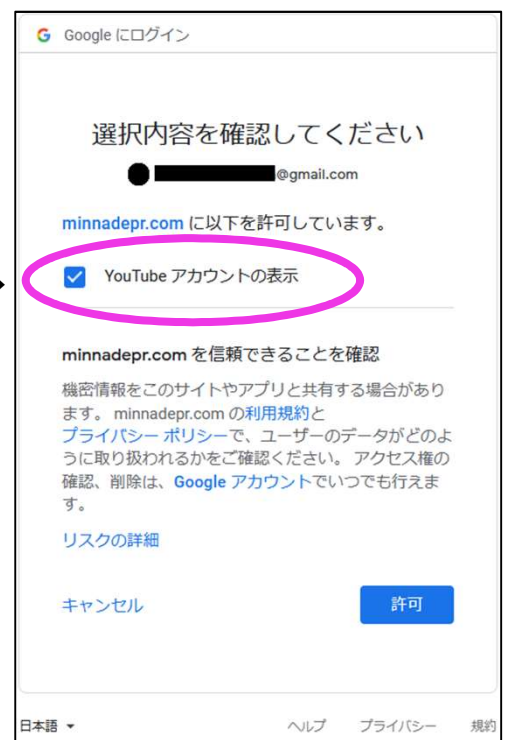 Google にログイン
選択内容を確認してください
@gmail.com
minnadepr.com に以下を許可しています。
YouTube アカウントの表示
minnadepr.com を信頼できることを確認
機密情報をこのサイトやアプリと共有する場合があり
ます。 minnadepr.com の利用規約と
プライバシー ポリシーで、ユーザーのデータがどのよ
うに取り扱われるかをご確認ください。 アクセス権の
確認、削除は、Google アカウントでいつでも行えま
す。
リスクの詳細
キャンセル
許可
日本語
ヘルプ
プライバシー
規約